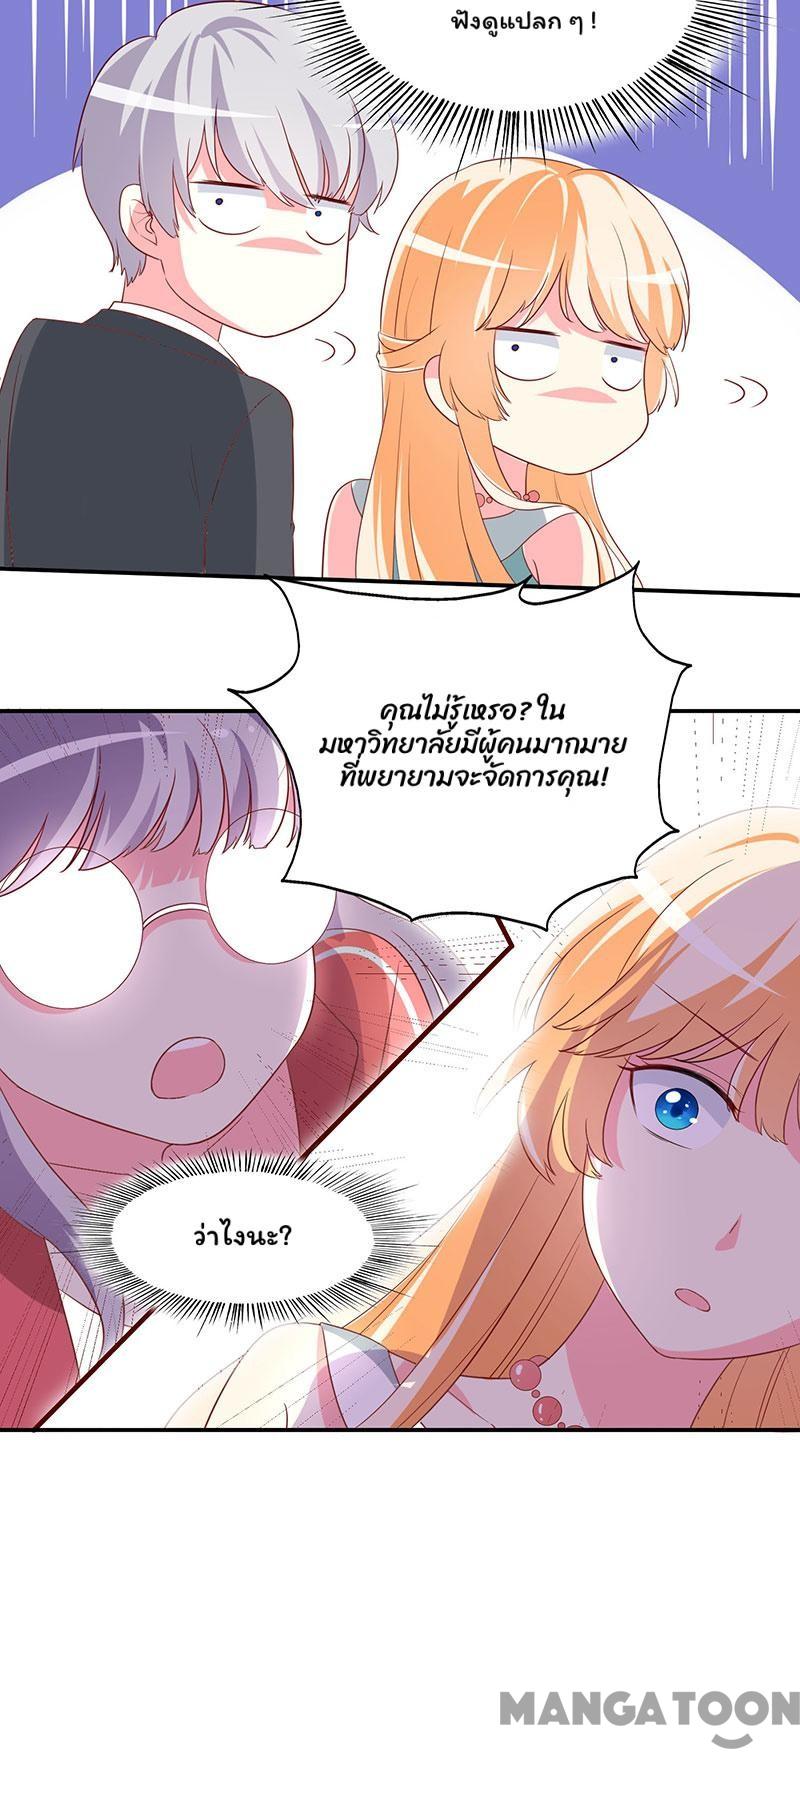 ฟังดูแปลก ๆ !
คุณไม่รู้เหรอ? ใน
มหาวิทยาลัยมีผู้คนมากมาย
ที่พยายามจะจัดการคุณ!
ว่าไงนะ?
MANGATOON